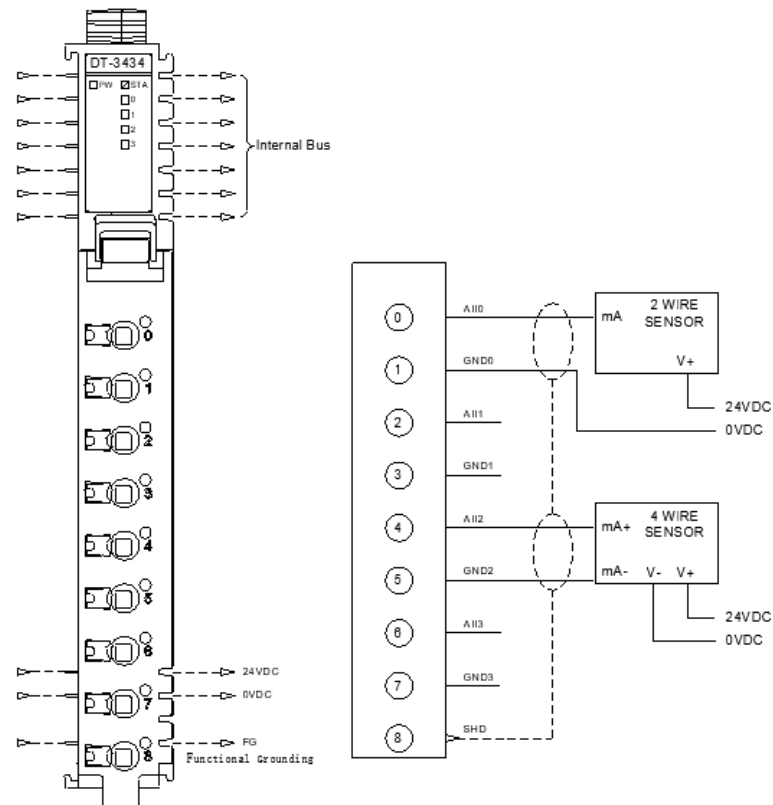 DT-3434
PW STA
0
1
2
3
Internal Bus
0
1
2
3
4
5
6
7
8
24VDC
0VDC
FG
Functional Grounding
0
1
2
3
4
5
6
7
8
AII0
GND0
AII1
GND1
AII2
GND2
AII3
GND3
SHD
2 WIRE
SENSOR
mA
V+
24VDC
0VDC
4 WIRE
SENSOR
mA+
mA- V- V+
24VDC
0VDC